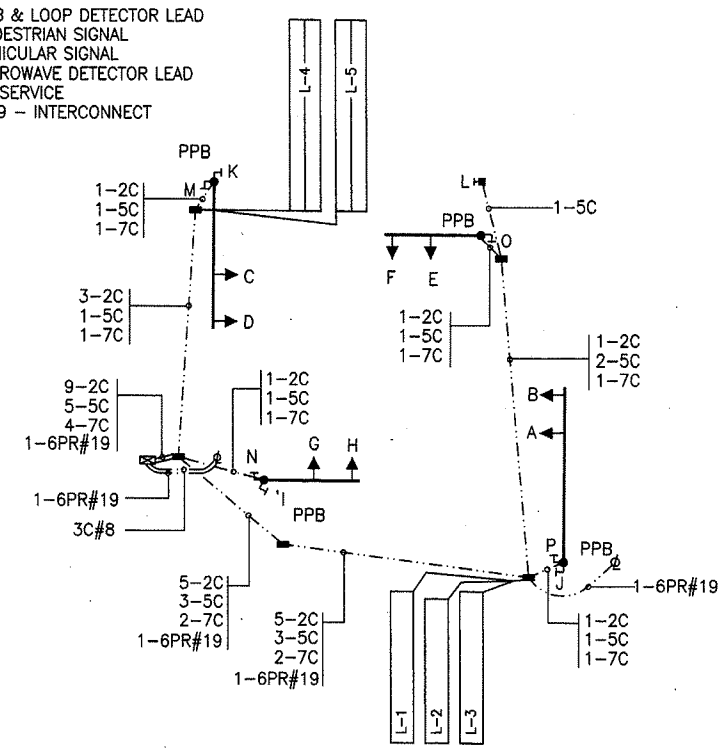 & LOOP DETECTOR LEAD
SIGNAL
SIGNAL
DETECTOR LEAD
SERVICE
– INTERCONNECT
L-4
L-5
PPB
K
M
1-2C
1-5C
1-7C
L
1-5C
PPB
O
F
E
C
D
3-2C
1-5C
1-7C
1-2C
1-5C
1-7C
1-2C
2-5C
1-7C
9-2C
5-5C
4-7C
1-6PR#19
1-2C
1-5C
1-7C
B
A
N
G
H
I
PPB
1-6PR#19
3C#8
P
PPB
J
1-6PR#19
5-2C
3-5C
2-7C
1-6PR#19
5-2C
3-5C
2-7C
1-6PR#19
1-2C
1-5C
1-7C
L-1
L-2
L-3